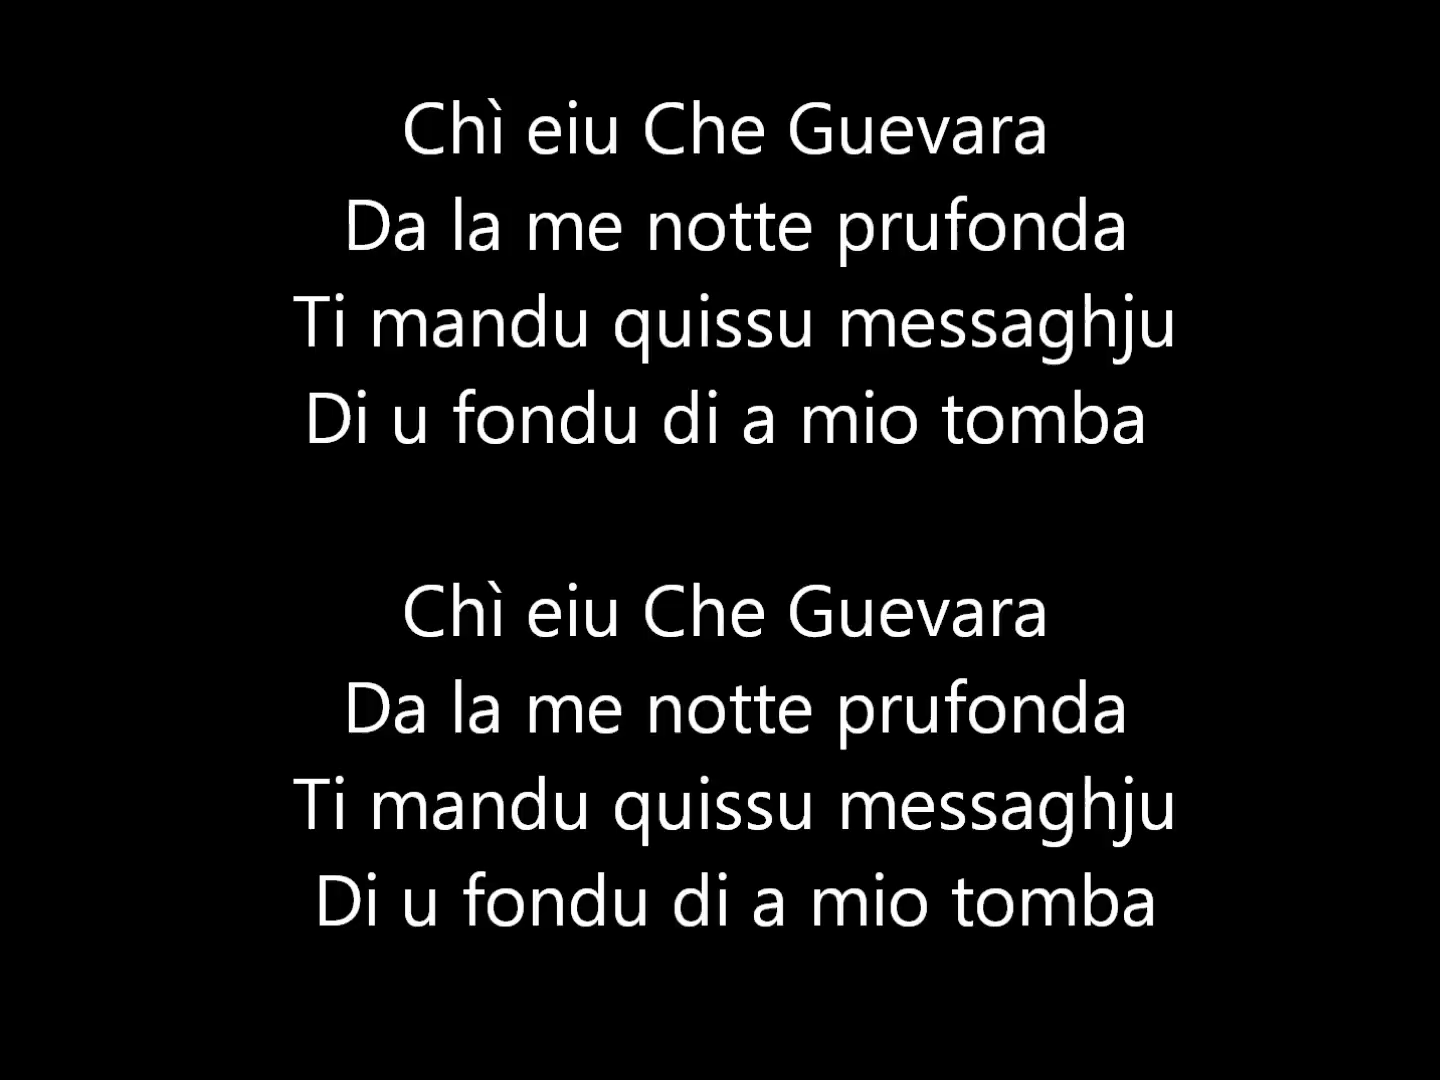 Chì eiu Che Guevara
Da la me notte prufonda
Ti mandu quissu messaghju
Di u fondu di a mio tomba
Chì eiu Che Guevara
Da la me notte prufonda
Ti mandu quissu messaghju
Di u fondu di a mio tomba